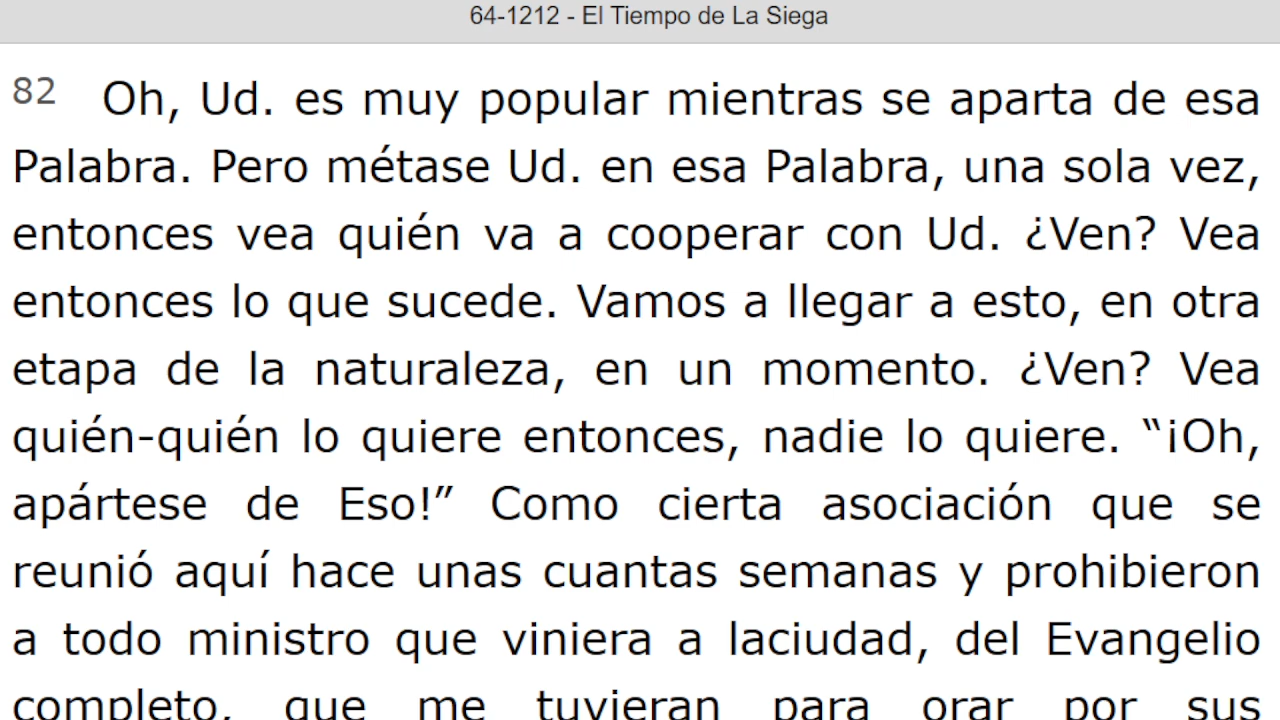 64-1212 - El Tiempo de La Siega
82 Oh, Ud. es muy popular mientras se aparta de esa
Palabra. Pero métase Ud. en esa Palabra, una sola vez,
entonces vea quién va a cooperar con Ud. ¿Ven? Vea
entonces lo que sucede. Vamos a llegar a esto, en otra
etapa de la naturaleza, en un momento. ¿Ven? Vea
quién-quién lo quiere entonces, nadie lo quiere. “¡Oh,
apártese de Eso!” Como cierta asociación que se
reunió aquí hace unas cuantas semanas y prohibieron
a todo ministro que viniera a laciudad, del Evangelio
completo, que me tuvieran para orar por sus